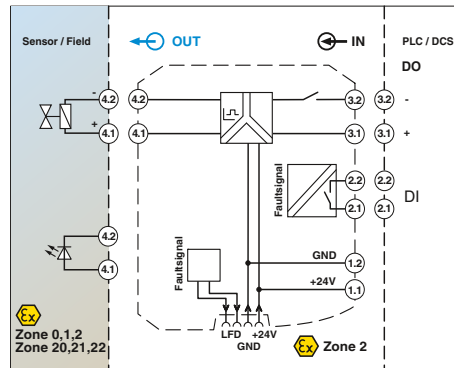 Sensor / Field
OUT
IN
PLC / DCS
DO
-
4.2
4.2
3.2
3.2
-
+
4.1
4.1
3.1
3.1
+
Faultsignal
2.2
2.2
2.1
2.1
DI
4.2
4.1
Faultsignal
GND
1.2
+24V
1.1
LFD
+24V
GND
Ex
Zone 0,1,2
Zone 20,21,22
Ex
Zone 2